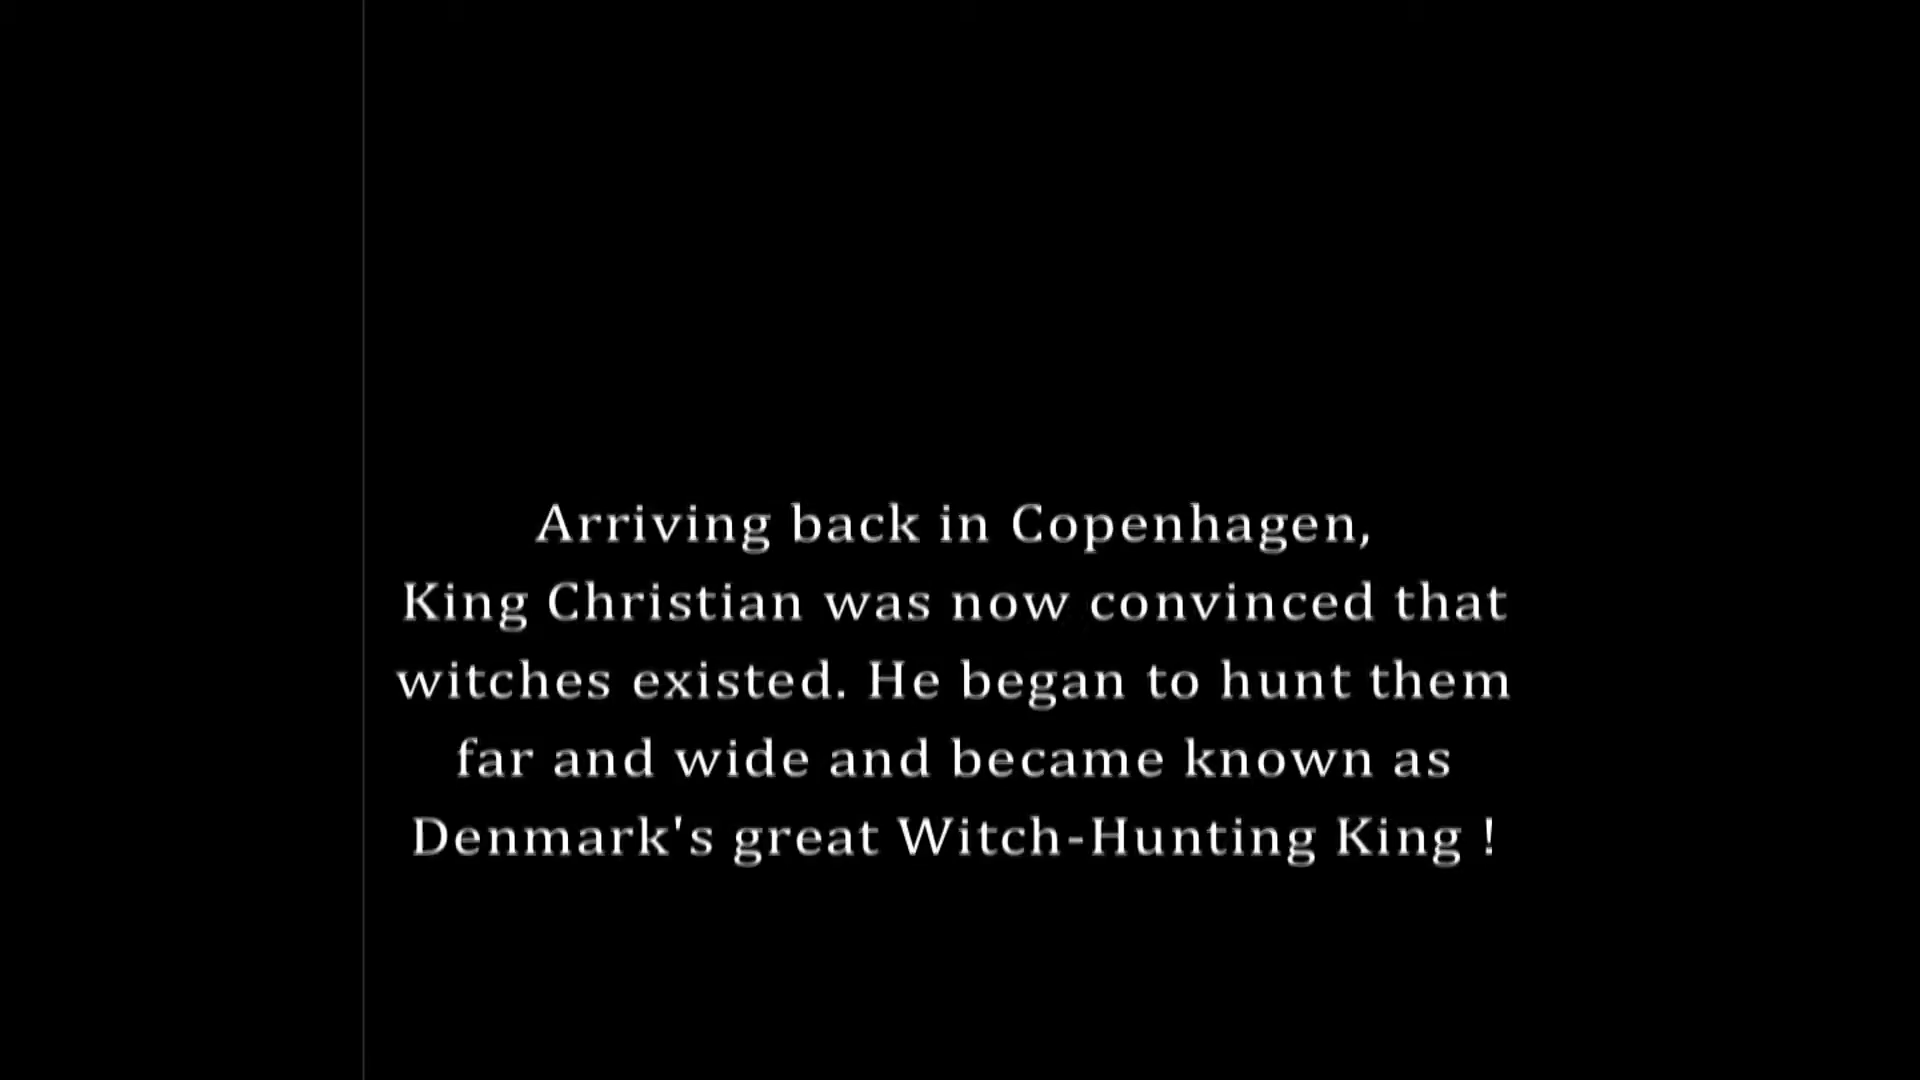 Arriving back in Copenhagen,
King Christian was now convinced that
witches existed. He began to hunt them
far and wide and became known as
Denmark's great Witch-Hunting King !